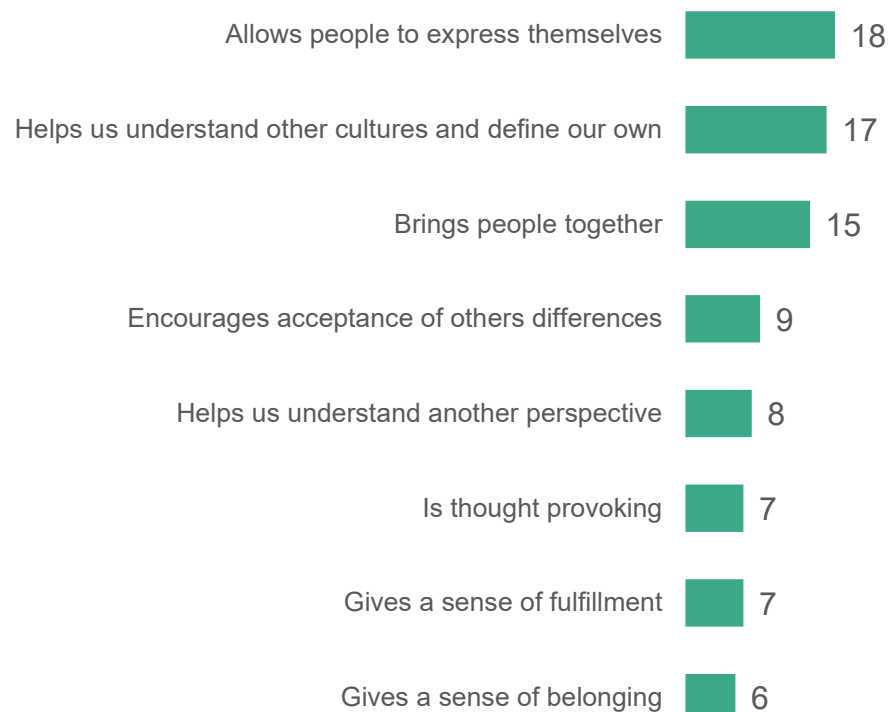 Allows people to express themselves 18
Helps us understand other cultures and define our own 17
Brings people together 15
Encourages acceptance of others differences 9
Helps us understand another perspective 8
Is thought provoking 7
Gives a sense of fulfillment 7
Gives a sense of belonging 6